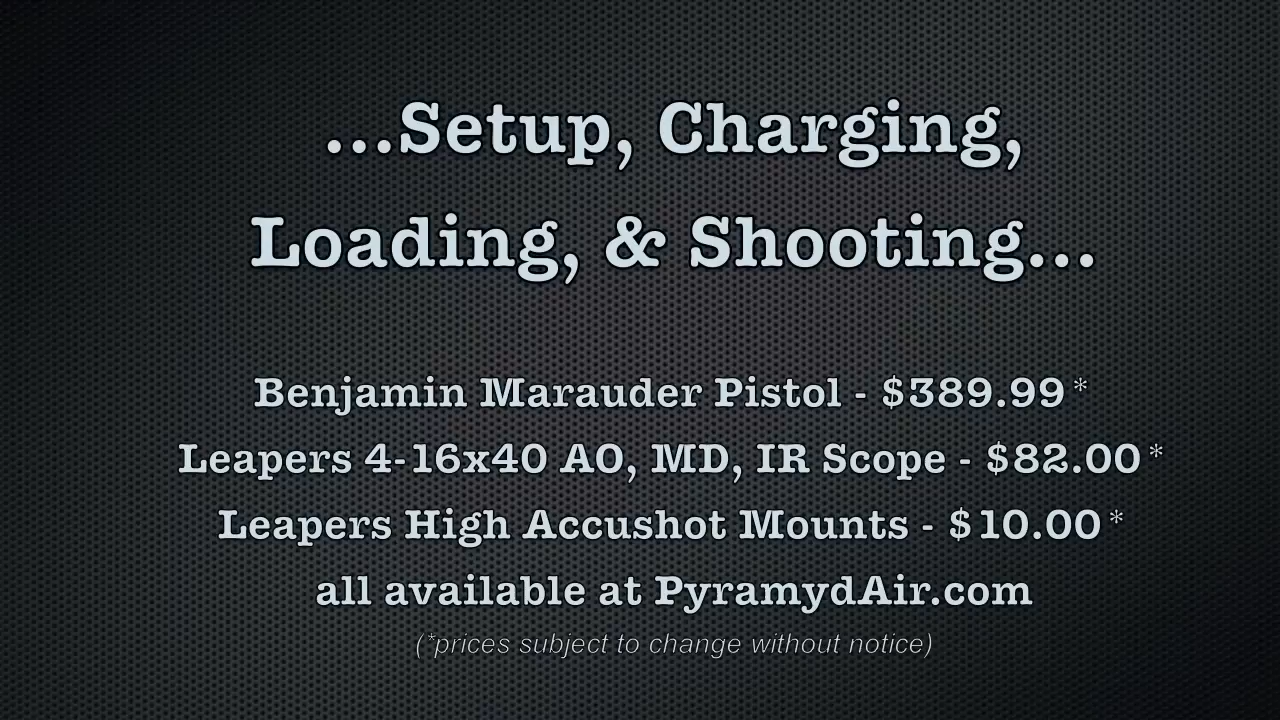 ...Setup, Charging,
Loading, & Shooting...
Benjamin Marauder Pistol - $389.99*
Leapers 4-16x40 AO, MD, IR Scope - $82.00*
Leapers High Accushot Mounts - $10.00*
all available at PyramydAir.com
(*prices subject to change without notice)